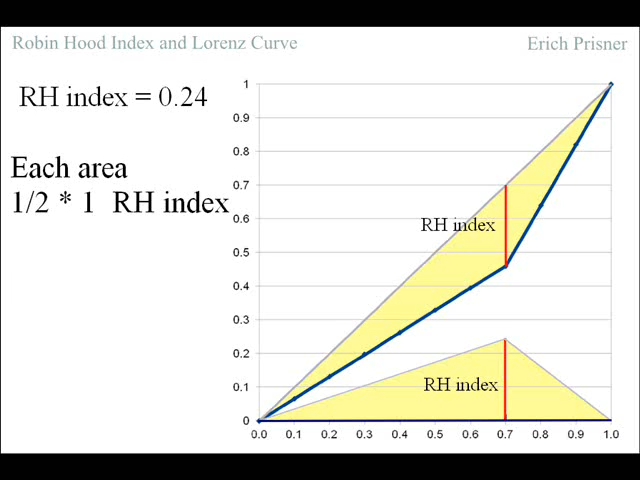 Robin Hood Index and Lorenz Curve
Erich Prisner
RH index = 0.24
Each area
1/2 * 1 RH index
1
0.9
0.8
0.7
0.6
0.5
0.4
0.3
0.2
0.1
0
RH index
RH index
0.0 0.1 0.2 0.3 0.4 0.5 0.6 0.7 0.8 0.9 1.0